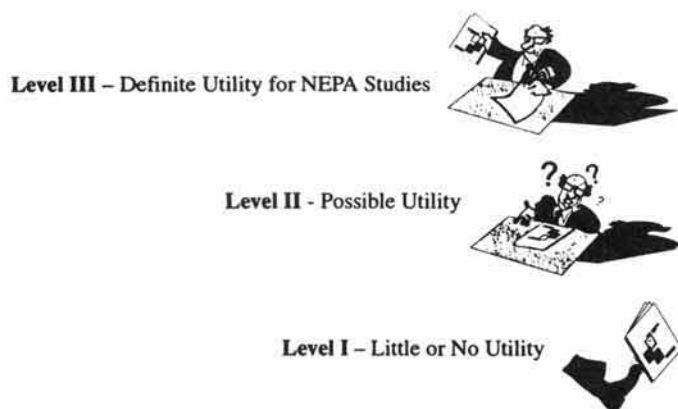 Level III – Definite Utility for NEPA Studies
? ? ?
Level II - Possible Utility
Level I – Little or No Utility